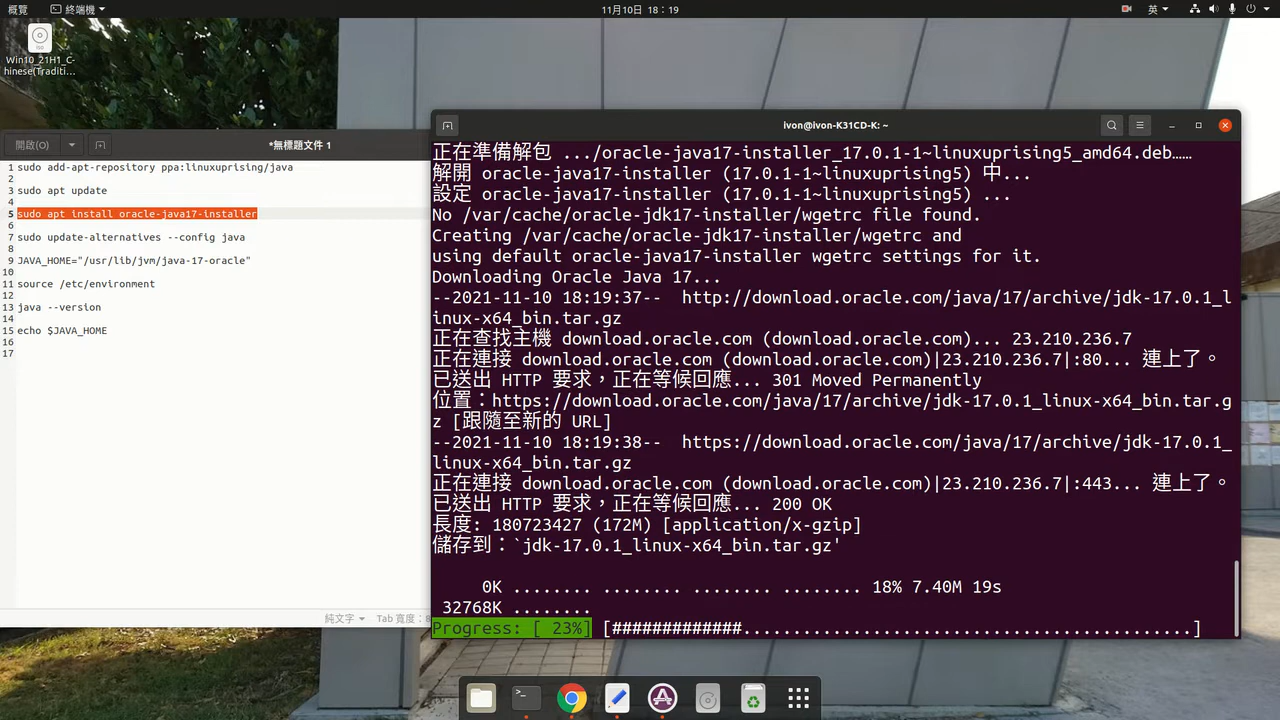 概覽
終端機
11月10日 18：19
英
Win10_21H1_C-
hinese(Traditi...
開啟(O)
*無標題文件 1
1 sudo add-apt-repository ppa:linuxuprising/java
2
3 sudo apt update
4
5 sudo apt install oracle-java17-installer
6
7 sudo update-alternatives --config java
8
9 JAVA_HOME="/usr/lib/jvm/java-17-oracle"
10
11 source /etc/environment
12
13 java --version
14
15 echo $JAVA_HOME
16
17
純文字
Tab 寬度：8
ivon@ivon-K31CD-K: ~
正在準備解包 .../oracle-java17-installer_17.0.1-1~linuxuprising5_amd64.deb……
解開 oracle-java17-installer (17.0.1-1~linuxuprising5) 中...
設定 oracle-java17-installer (17.0.1-1~linuxuprising5) ...
No /var/cache/oracle-jdk17-installer/wgetrc file found.
Creating /var/cache/oracle-jdk17-installer/wgetrc and
using default oracle-java17-installer wgetrc settings for it.
Downloading Oracle Java 17...
--2021-11-10 18:19:37--  http://download.oracle.com/java/17/archive/jdk-17.0.1_l
inux-x64_bin.tar.gz
正在查找主機 download.oracle.com (download.oracle.com)... 23.210.236.7
正在連接 download.oracle.com (download.oracle.com)|23.210.236.7|:80... 連上了。
已送出 HTTP 要求，正在等候回應... 301 Moved Permanently
位置：https://download.oracle.com/java/17/archive/jdk-17.0.1_linux-x64_bin.tar.g
z [跟隨至新的 URL]
--2021-11-10 18:19:38--  https://download.oracle.com/java/17/archive/jdk-17.0.1_
linux-x64_bin.tar.gz
正在連接 download.oracle.com (download.oracle.com)|23.210.236.7|:443... 連上了。
已送出 HTTP 要求，正在等候回應... 200 OK
長度: 180723427 (172M) [application/x-gzip]
儲存到：`jdk-17.0.1_linux-x64_bin.tar.gz'
0K ........ ........ ........ ........ 18% 7.40M 19s
32768K ........
Progress: [ 23%] [#############.............................................]